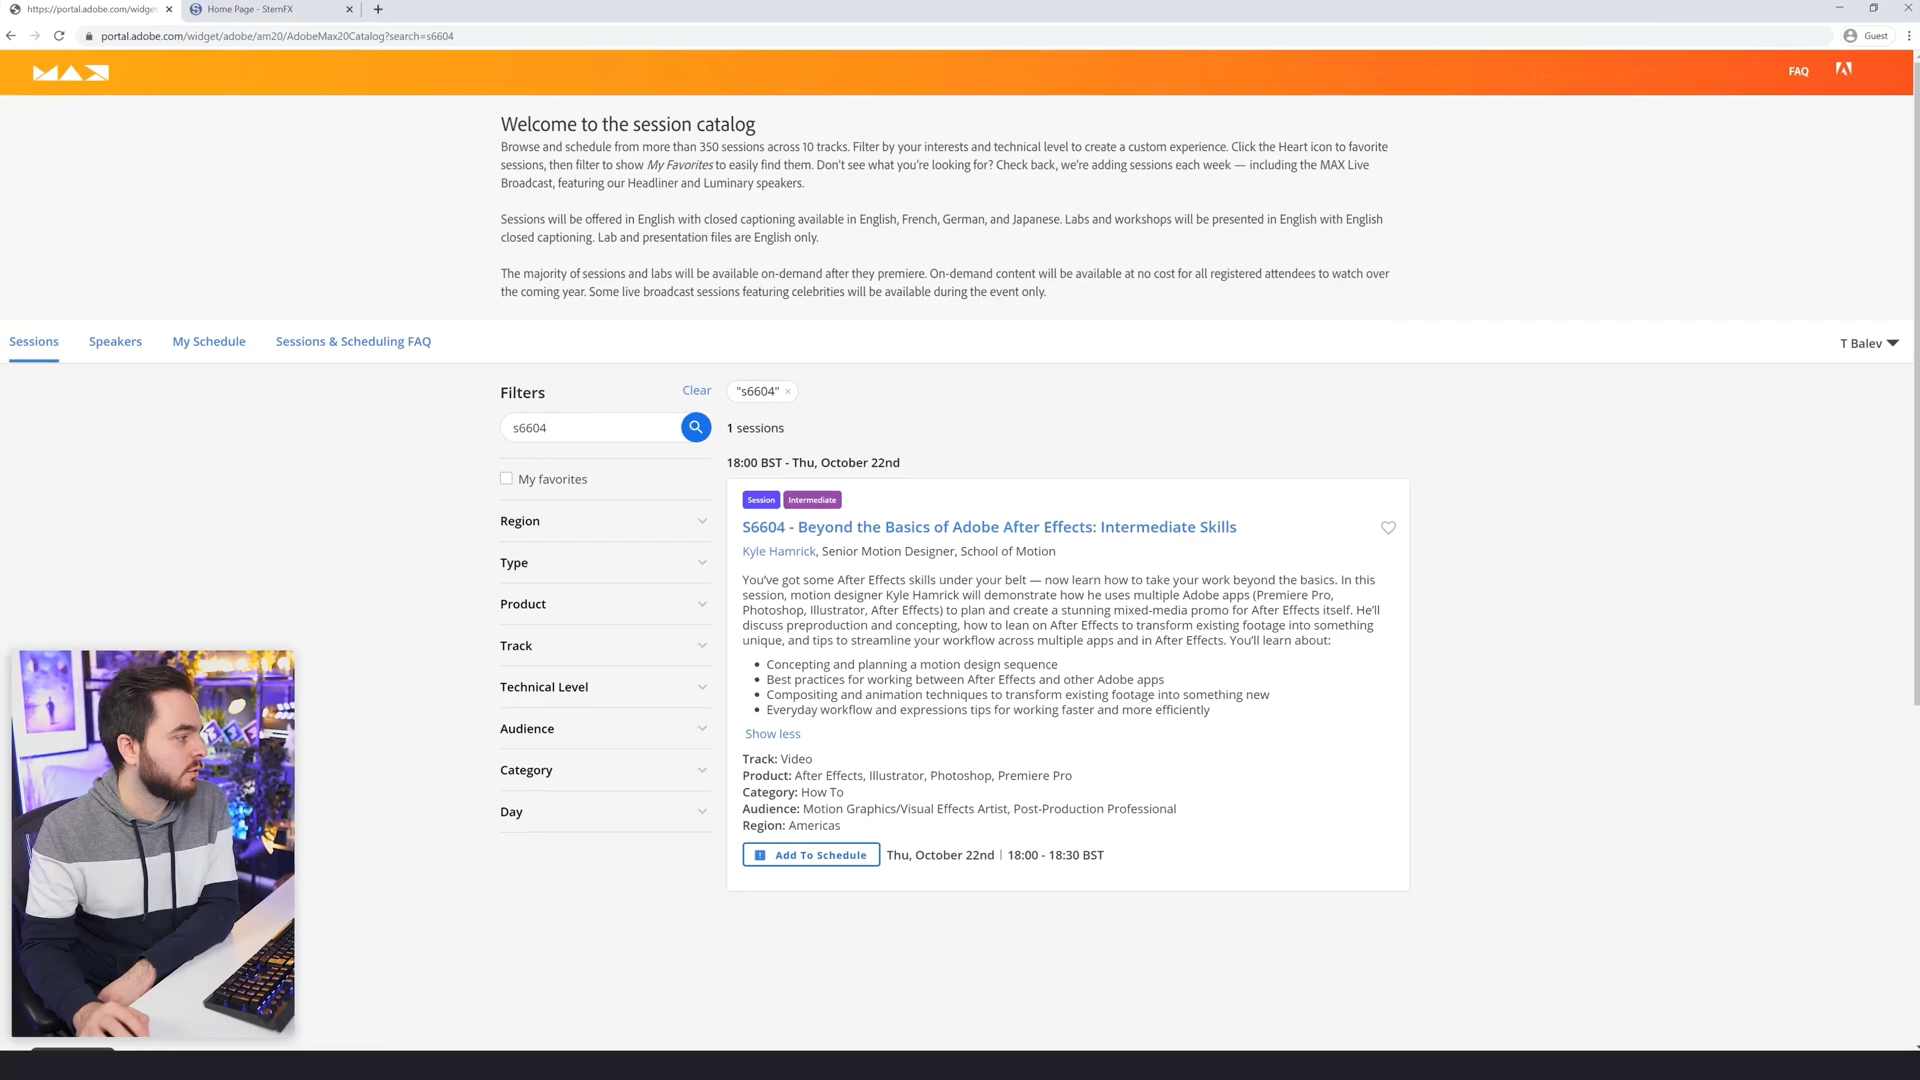 https://portal.adobe.com/widge
Home Page - SternFX
portal.adobe.com/widget/adobe/am20/AdobeMax20Catalog?search=s6604
Guest
MAX
FAQ
Welcome to the session catalog
Browse and schedule from more than 350 sessions across 10 tracks. Filter by your interests and technical level to create a custom experience. Click the Heart icon to favorite
sessions, then filter to show My Favorites to easily find them. Don't see what you're looking for? Check back, we're adding sessions each week — including the MAX Live
Broadcast, featuring our Headliner and Luminary speakers.
Sessions will be offered in English with closed captioning available in English, French, German, and Japanese. Labs and workshops will be presented in English with English
closed captioning. Lab and presentation files are English only.
The majority of sessions and labs will be available on-demand after they premiere. On-demand content will be available at no cost for all registered attendees to watch over
the coming year. Some live broadcast sessions featuring celebrities will be available during the event only.
Sessions
Speakers
My Schedule
Sessions & Scheduling FAQ
T Balev
Filters
Clear
s6604
My favorites
Region
Type
Product
Track
Technical Level
Audience
Category
Day
"s6604" ×
1 sessions
18:00 BST - Thu, October 22nd
Session
Intermediate
S6604 - Beyond the Basics of Adobe After Effects: Intermediate Skills
Kyle Hamrick, Senior Motion Designer, School of Motion
You've got some After Effects skills under your belt — now learn how to take your work beyond the basics. In this
session, motion designer Kyle Hamrick will demonstrate how he uses multiple Adobe apps (Premiere Pro,
Photoshop, Illustrator, After Effects) to plan and create a stunning mixed-media promo for After Effects itself. He'll
discuss preproduction and concepting, how to lean on After Effects to transform existing footage into something
unique, and tips to streamline your workflow across multiple apps and in After Effects. You'll learn about:
• Concepting and planning a motion design sequence
• Best practices for working between After Effects and other Adobe apps
• Compositing and animation techniques to transform existing footage into something new
• Everyday workflow and expressions tips for working faster and more efficiently
Show less
Track: Video
Product: After Effects, Illustrator, Photoshop, Premiere Pro
Category: How To
Audience: Motion Graphics/Visual Effects Artist, Post-Production Professional
Region: Americas
Add To Schedule
Thu, October 22nd | 18:00 - 18:30 BST